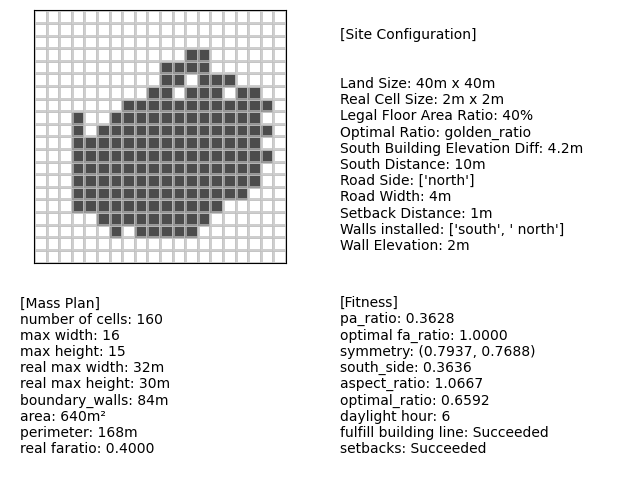 [Site Configuration]
Land Size: 40m x 40m
Real Cell Size: 2m x 2m
Legal Floor Area Ratio: 40%
Optimal Ratio: golden_ratio
South Building Elevation Diff: 4.2m
South Distance: 10m
Road Side: ['north']
Road Width: 4m
Setback Distance: 1m
Walls installed: ['south', ' north']
Wall Elevation: 2m
[Mass Plan]
number of cells: 160
max width: 16
max height: 15
real max width: 32m
real max height: 30m
boundary_walls: 84m
area: 640m²
perimeter: 168m
real faratio: 0.4000
[Fitness]
pa_ratio: 0.3628
optimal fa_ratio: 1.0000
symmetry: (0.7937, 0.7688)
south_side: 0.3636
aspect_ratio: 1.0667
optimal_ratio: 0.6592
daylight hour: 6
fulfill building line: Succeeded
setbacks: Succeeded